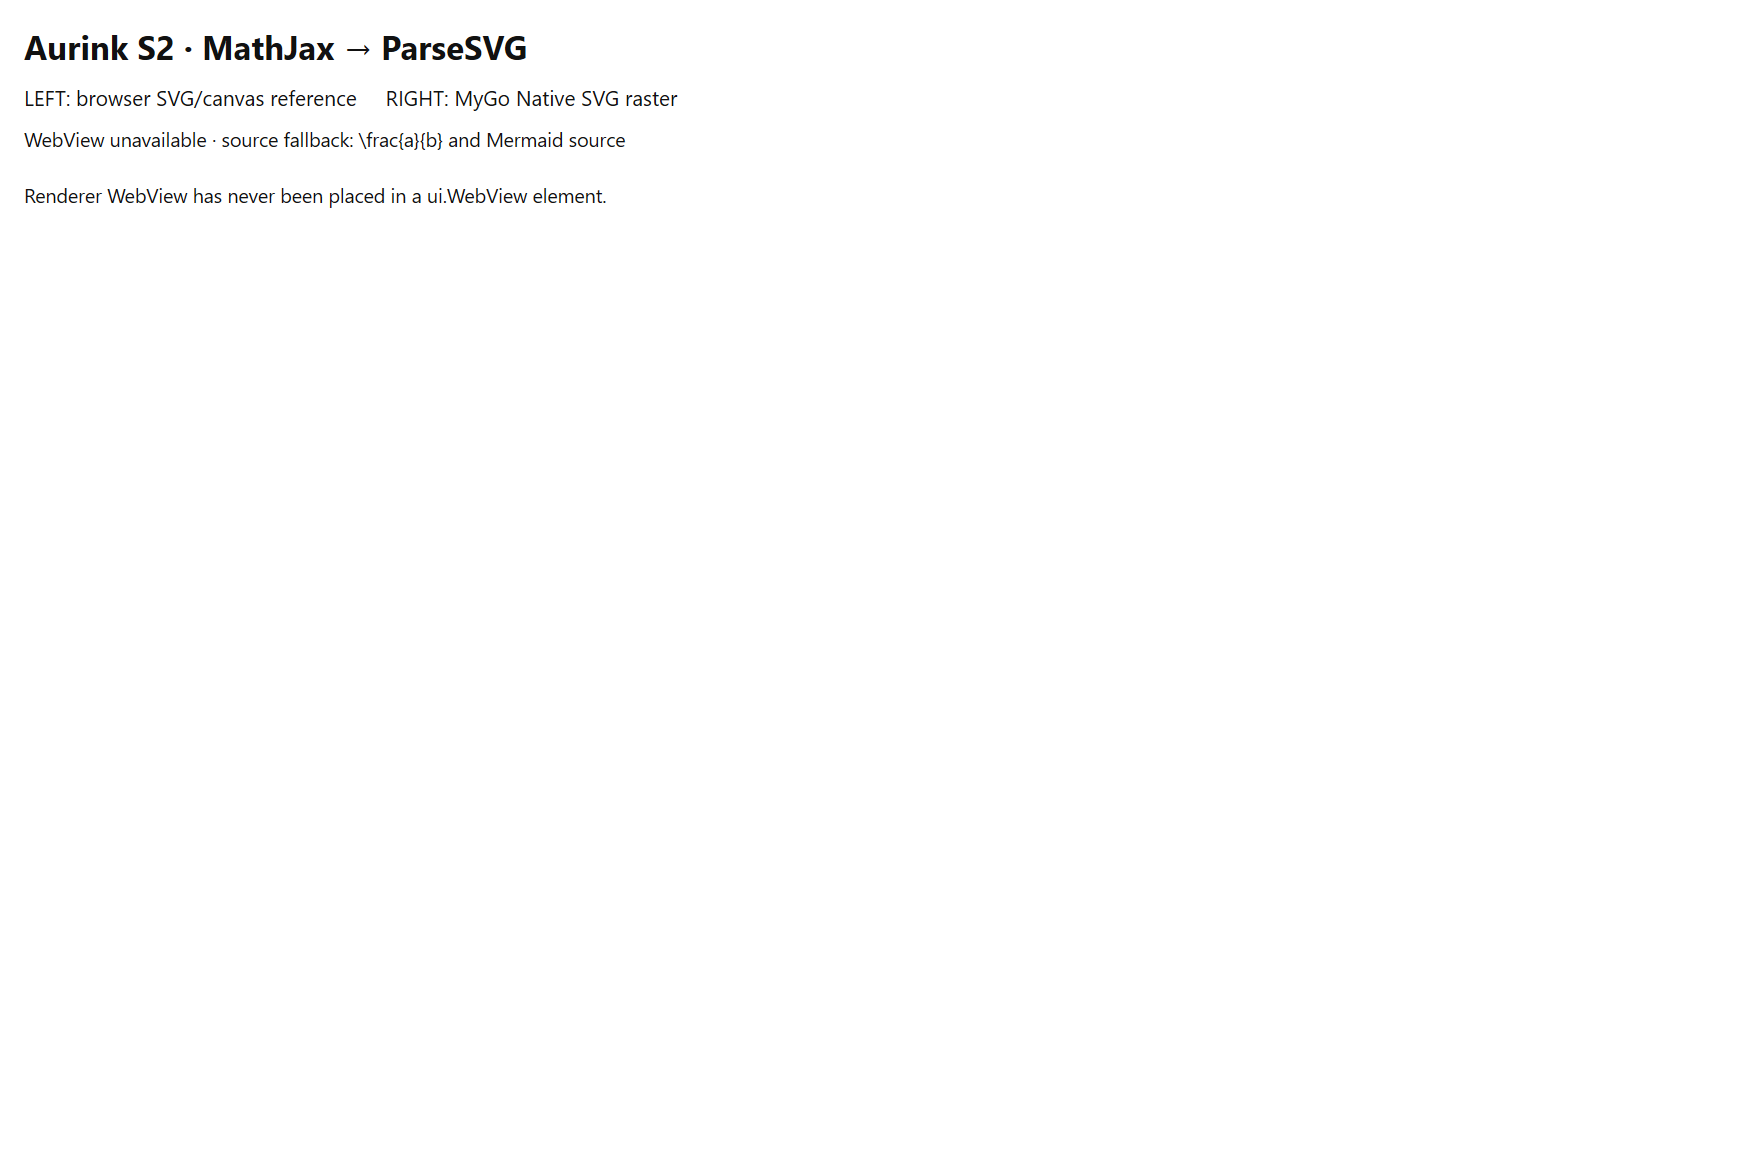 Aurink S2 · MathJax → ParseSVG
LEFT: browser SVG/canvas reference RIGHT: MyGo Native SVG raster
WebView unavailable · source fallback: \frac{a}{b} and Mermaid source
Renderer WebView has never been placed in a ui.WebView element.